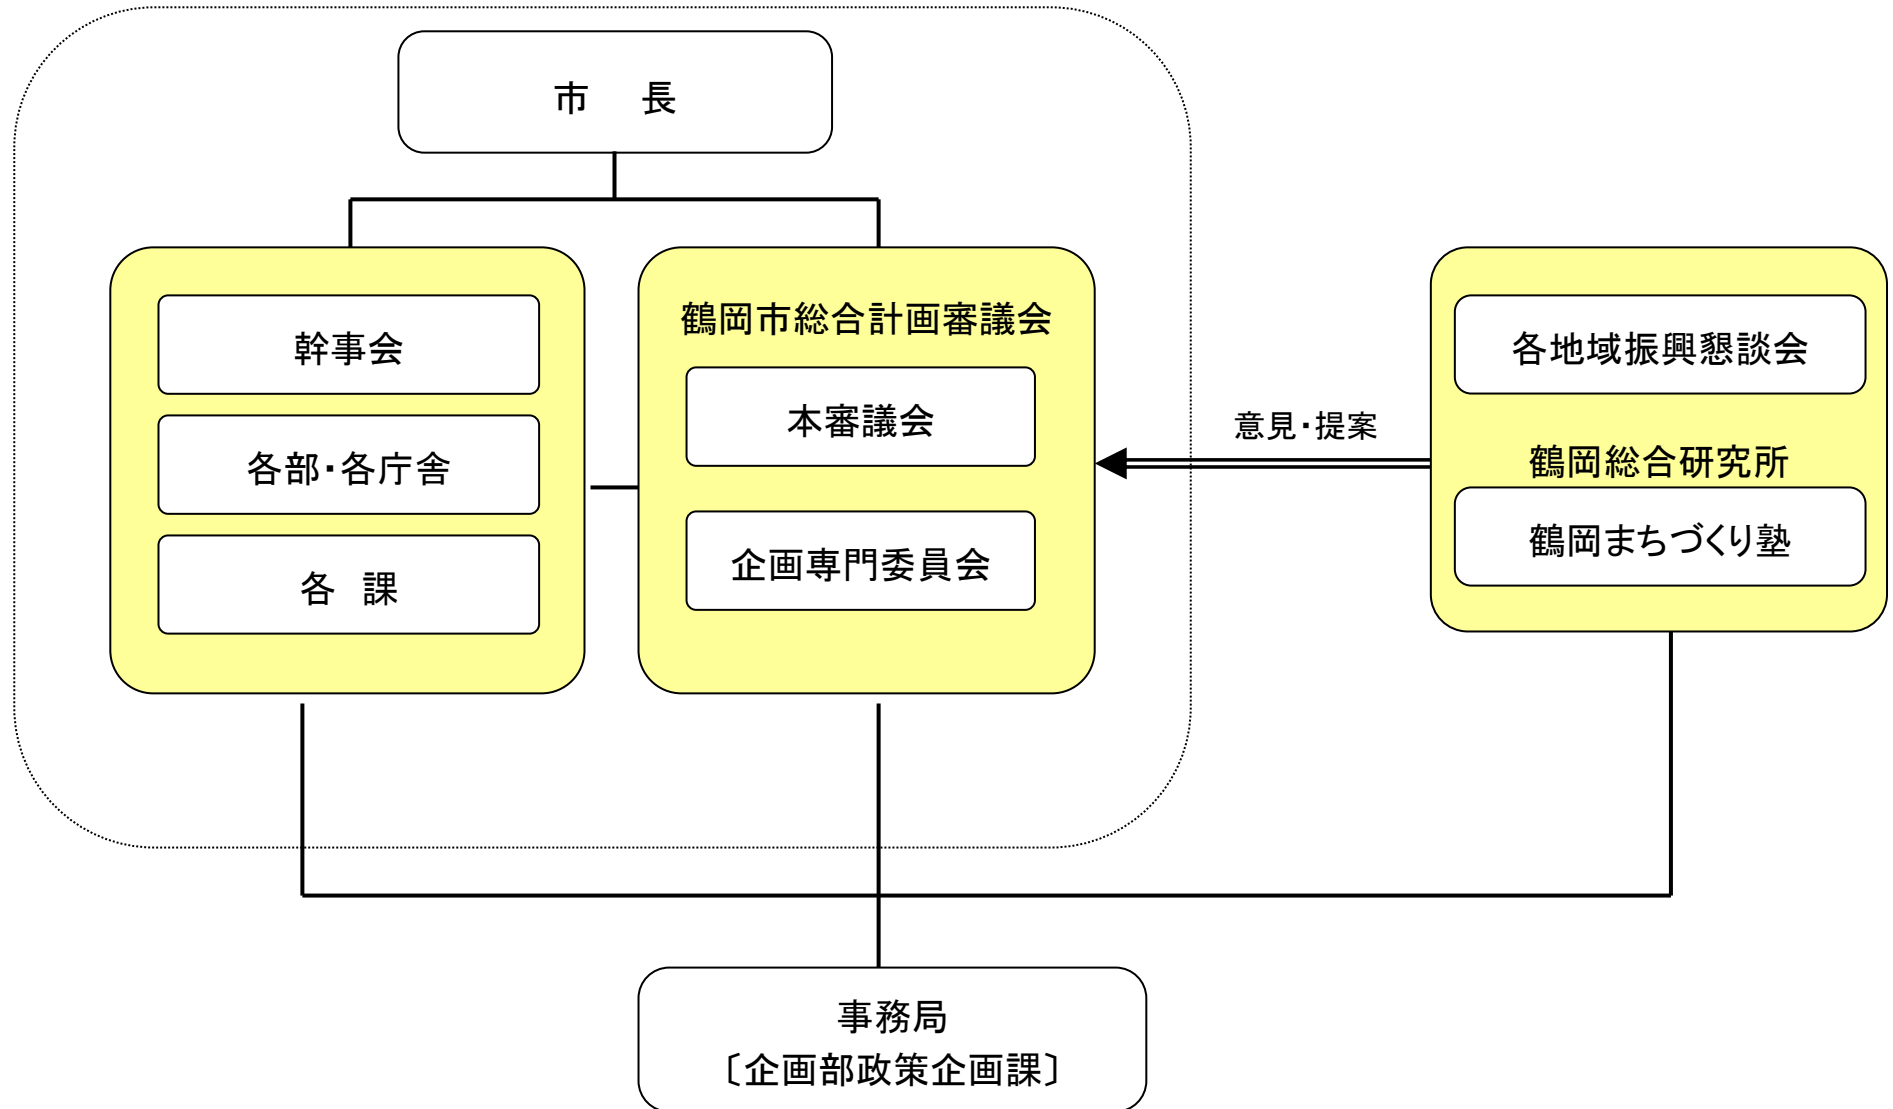 市　長
幹事会
各部・各庁舎
各　課
鶴岡市総合計画審議会
本審議会
企画専門委員会
意見・提案
各地域振興懇談会
鶴岡総合研究所
鶴岡まちづくり塾
事務局
〔企画部政策企画課〕